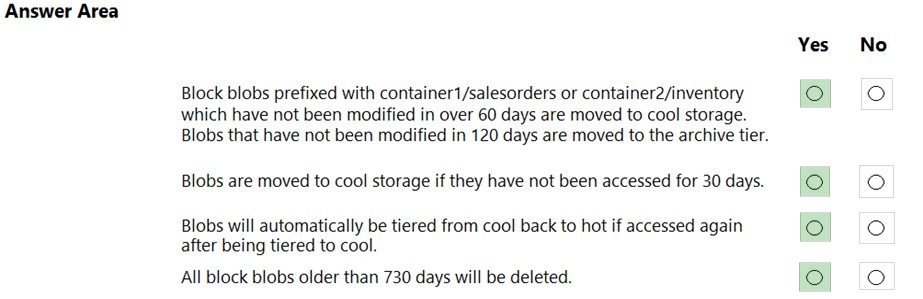 Answer Area
Yes No
Block blobs prefixed with container1/salesorders or container2/inventory
which have not been modified in over 60 days are moved to cool storage.
Blobs that have not been modified in 120 days are moved to the archive tier.
Blobs are moved to cool storage if they have not been accessed for 30 days.
Blobs will automatically be tiered from cool back to hot if accessed again
after being tiered to cool.
All block blobs older than 730 days will be deleted.